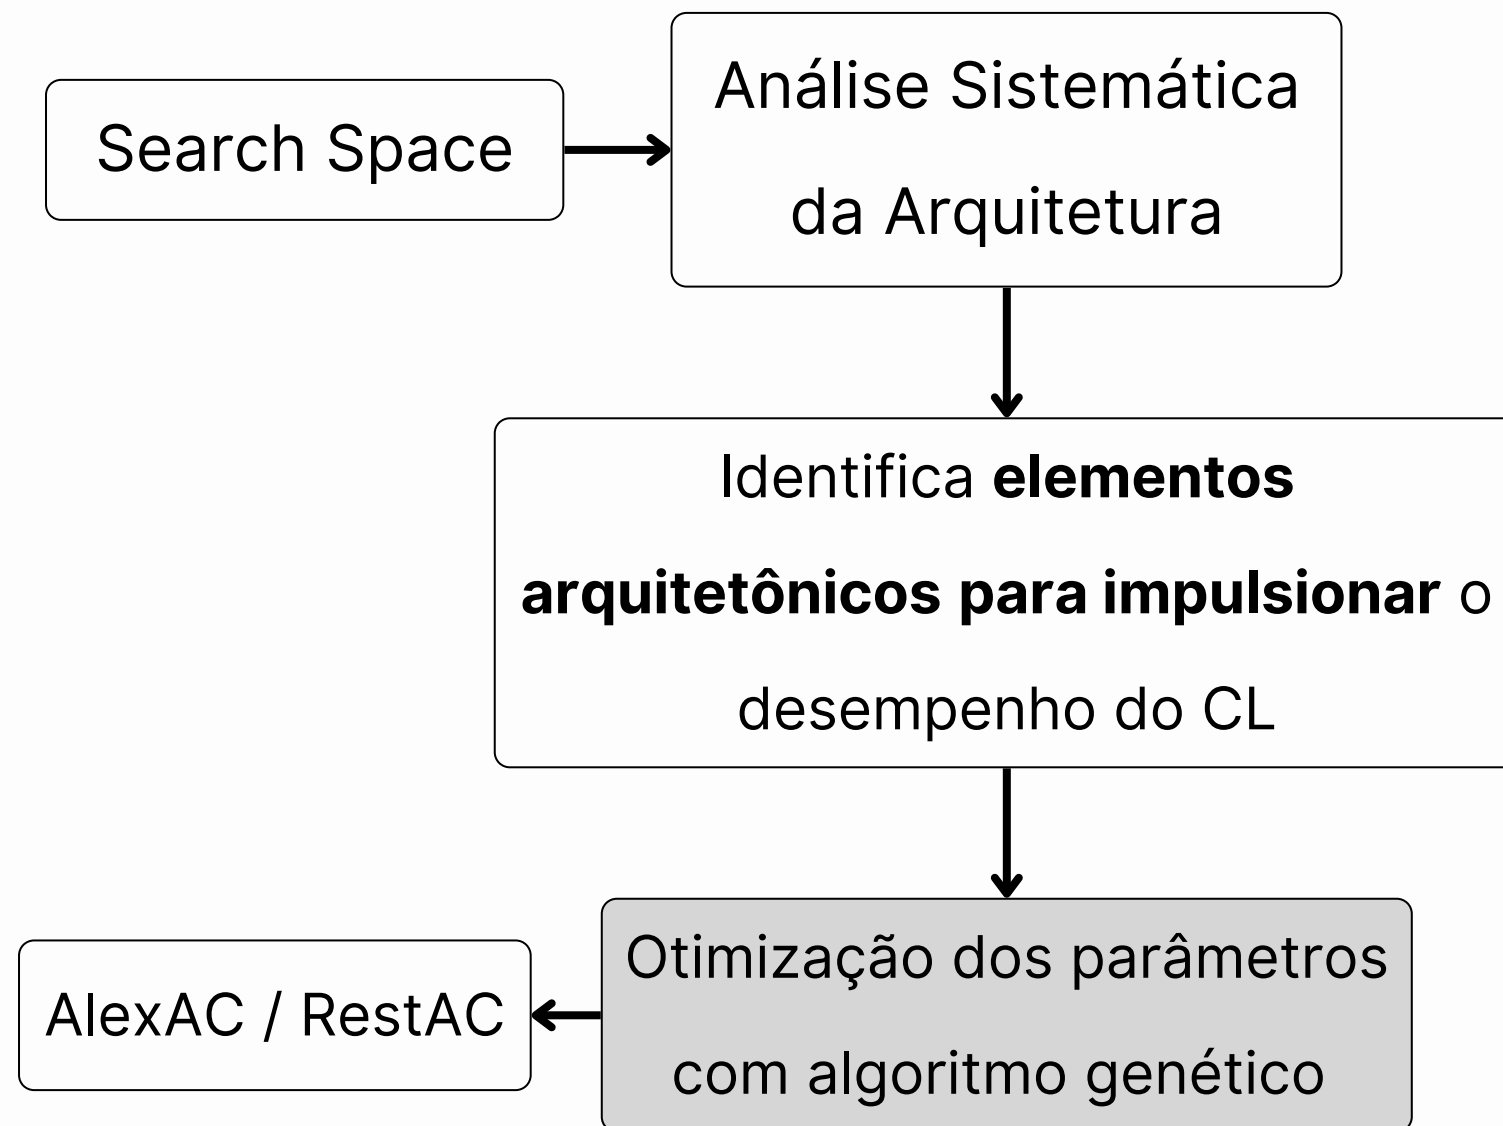 Search Space
Análise Sistemática
da Arquitetura
Identifica elementos
arquitetônicos para impulsionar o
desempenho do CL
Otimização dos parâmetros
com algoritmo genético
AlexAC / RestAC